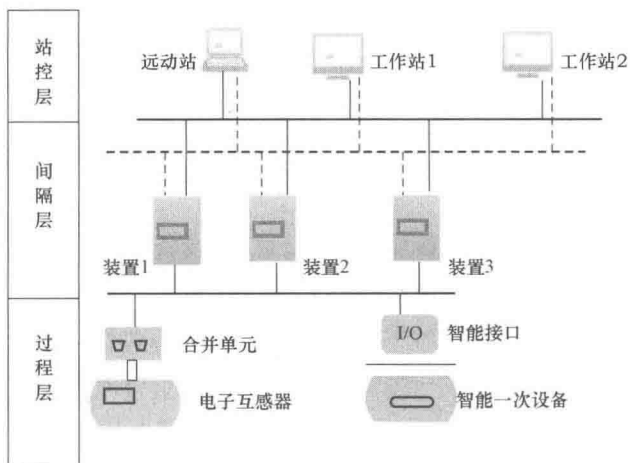 站控层
远动站
工作站1
工作站2
间隔层
装置1
装置2
装置3
过程层
合并单元
I/O
智能接口
电子互感器
智能一次设备